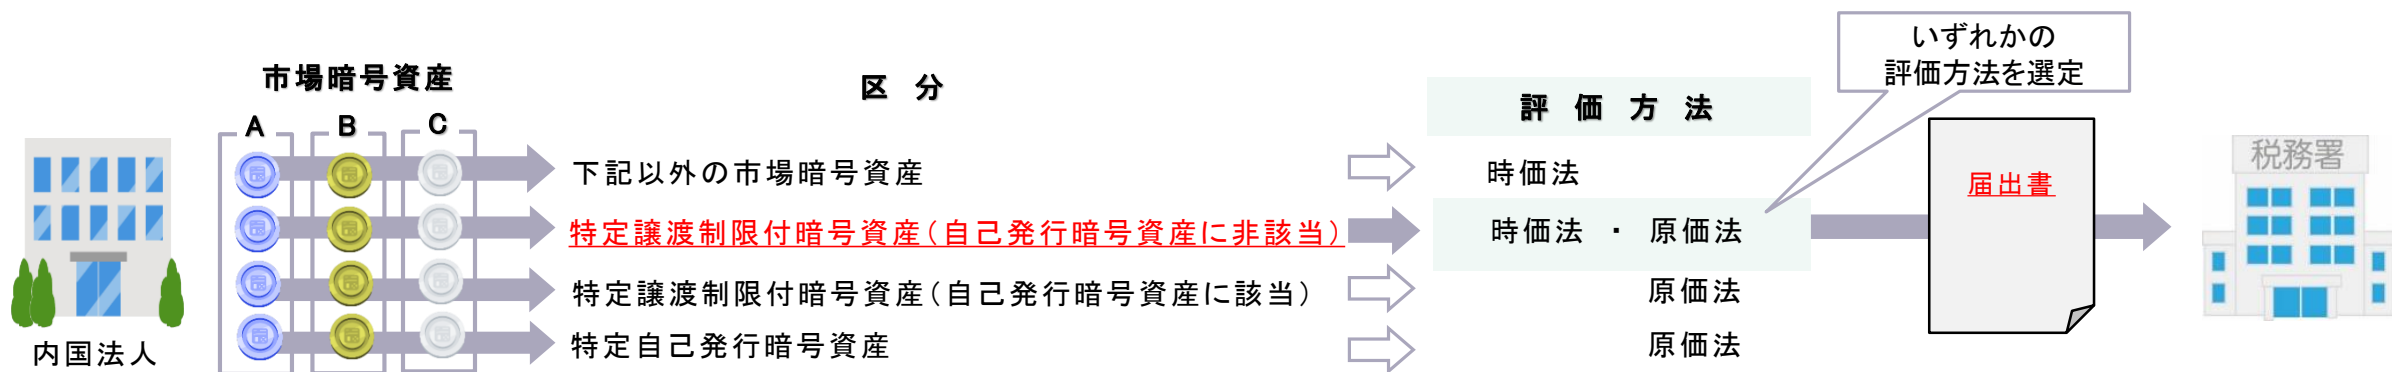 市場暗号資産
区 分
評 価 方 法
いずれかの
評価方法を選定
A
B
C
下記以外の市場暗号資産
時価法
特定譲渡制限付暗号資産(自己発行暗号資産に非該当)
時価法 ・ 原価法
特定譲渡制限付暗号資産(自己発行暗号資産に該当)
原価法
特定自己発行暗号資産
原価法
内国法人
届出書
税務署